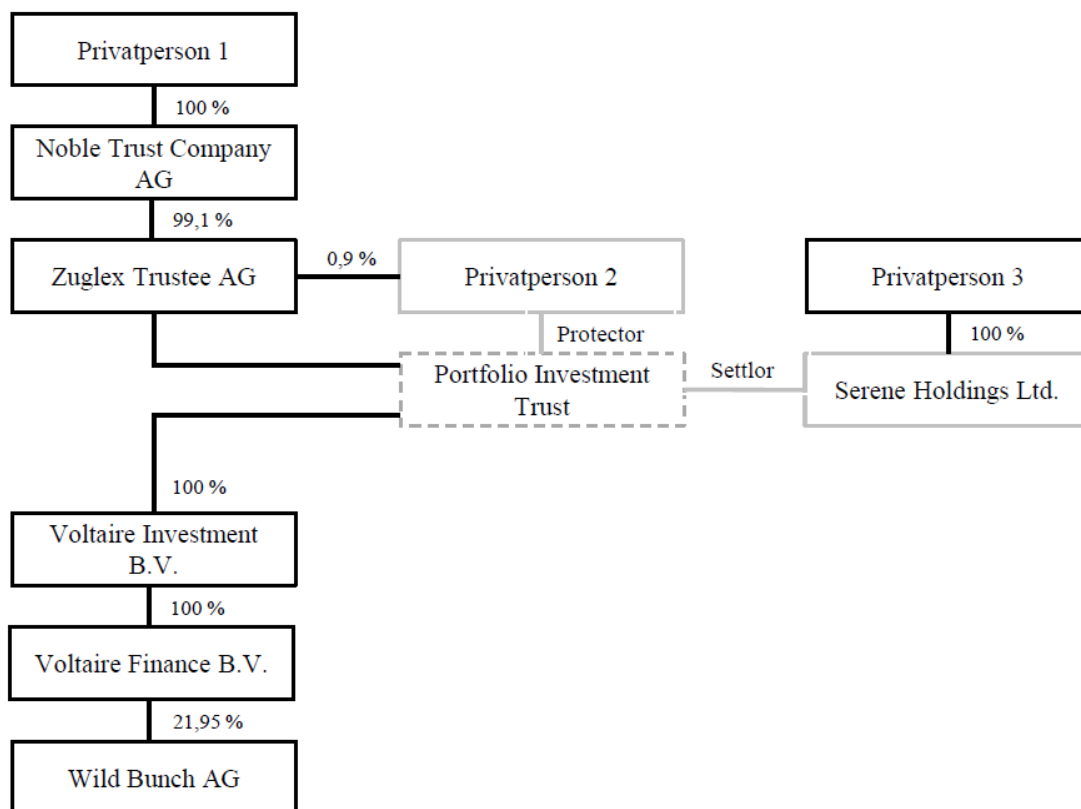 Privatperson 1
100 %
Noble Trust Company
AG
99,1 %
Zuglex Trustee AG
0,9 %
Privatperson 2
Privatperson 3
Protector
100 %
Portfolio Investment
Trust
Settlor
Serene Holdings Ltd.
100 %
Voltaire Investment
B.V.
100 %
Voltaire Finance B.V.
21,95 %
Wild Bunch AG